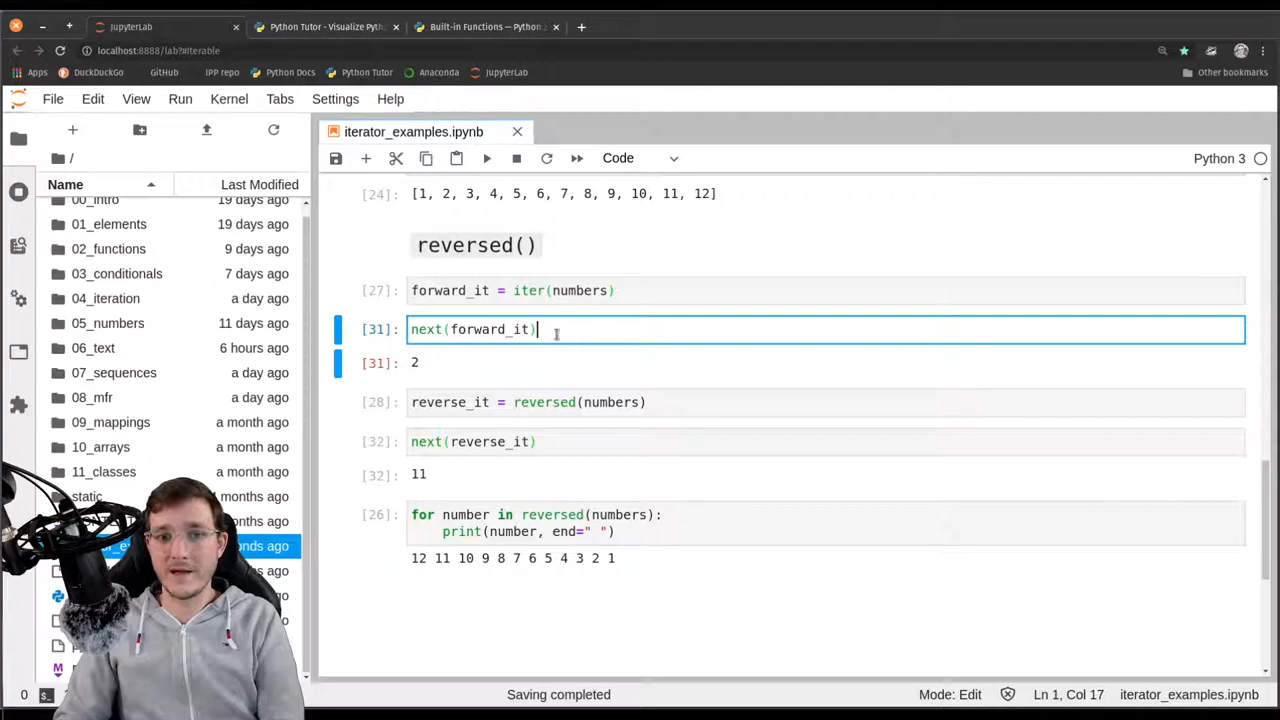 JupyterLab
Python Tutor - Visualize Pyth
Built-in Functions — Python
localhost:8888/lab?#Iterable
Apps
DuckDuckGo
GitHub
IPP repo
Python Docs
Python Tutor
Anaconda
JupyterLab
Other bookmarks
File Edit View Run Kernel Tabs Settings Help
iterator_examples.ipynb
/
Code
Python 3
Name
Last Modified
00_intro 19 days ago
01_elements 19 days ago
02_functions 9 days ago
03_conditionals 7 days ago
04_iteration a day ago
05_numbers 11 days ago
06_text 6 hours ago
07_sequences a day ago
08_mfr a day ago
09_mappings a month ago
10_arrays a month ago
11_classes a month ago
static months ago
onths ago
onds ago
s ago
[24]: [1, 2, 3, 4, 5, 6, 7, 8, 9, 10, 11, 12]
reversed()
[27]: forward_it = iter(numbers)
[31]: next(forward_it)
[31]: 2
[28]: reverse_it = reversed(numbers)
[32]: next(reverse_it)
[32]: 11
[26]: for number in reversed(numbers):
print(number, end=" ")
12 11 10 9 8 7 6 5 4 3 2 1
0
Saving completed
Mode: Edit
Ln 1, Col 17
iterator_examples.ipynb